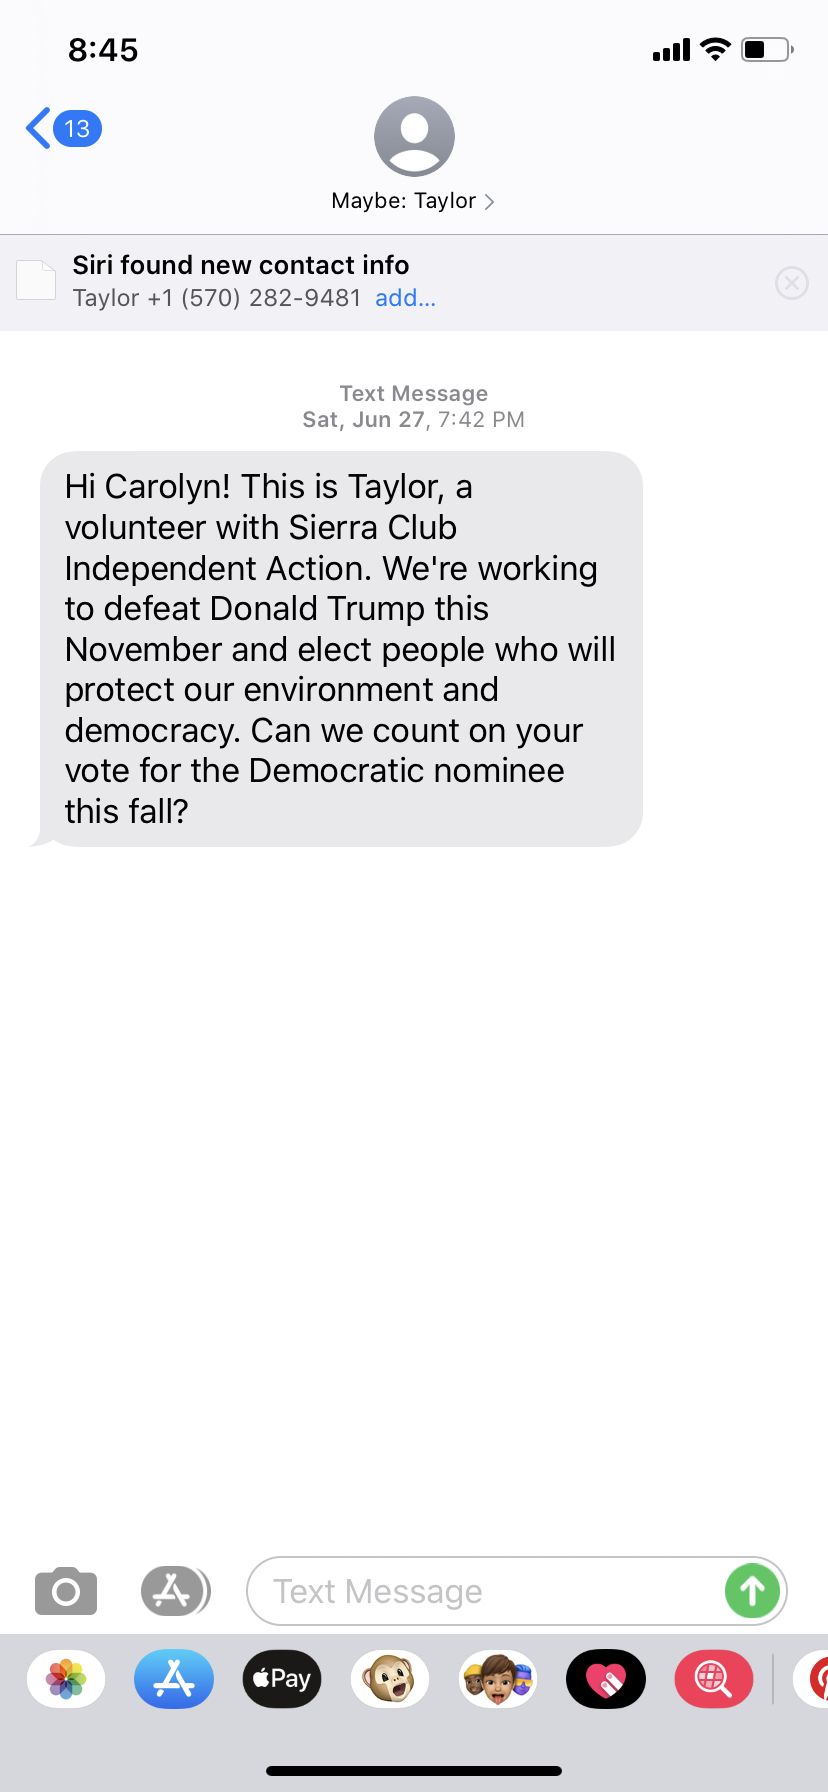 8:45
13
Maybe: Taylor
Siri found new contact info
Taylor +1 (570) 282-9481 add...
Text Message
Sat, Jun 27, 7:42 PM
Hi Carolyn! This is Taylor, a
volunteer with Sierra Club
Independent Action. We're working
to defeat Donald Trump this
November and elect people who will
protect our environment and
democracy. Can we count on your
vote for the Democratic nominee
this fall?
Text Message
Pay